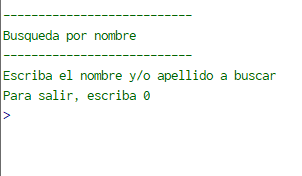 ---------------------------
Busqueda por nombre
---------------------------
Escriba el nombre y/o apellido a buscar
Para salir, escriba 0
>